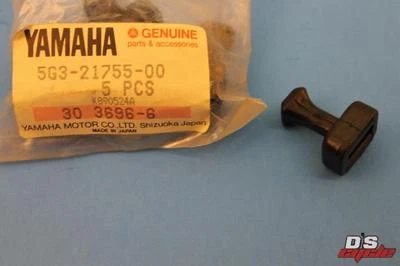 YAMAHA
GENUINE
parts & accessories
5G3-21755-00
5 PCS
K890524A
30 3696-6
YAMAHA MOTOR CO.,LTD. Shizuoka Japan
MADE IN JAPAN
D'S
cycle